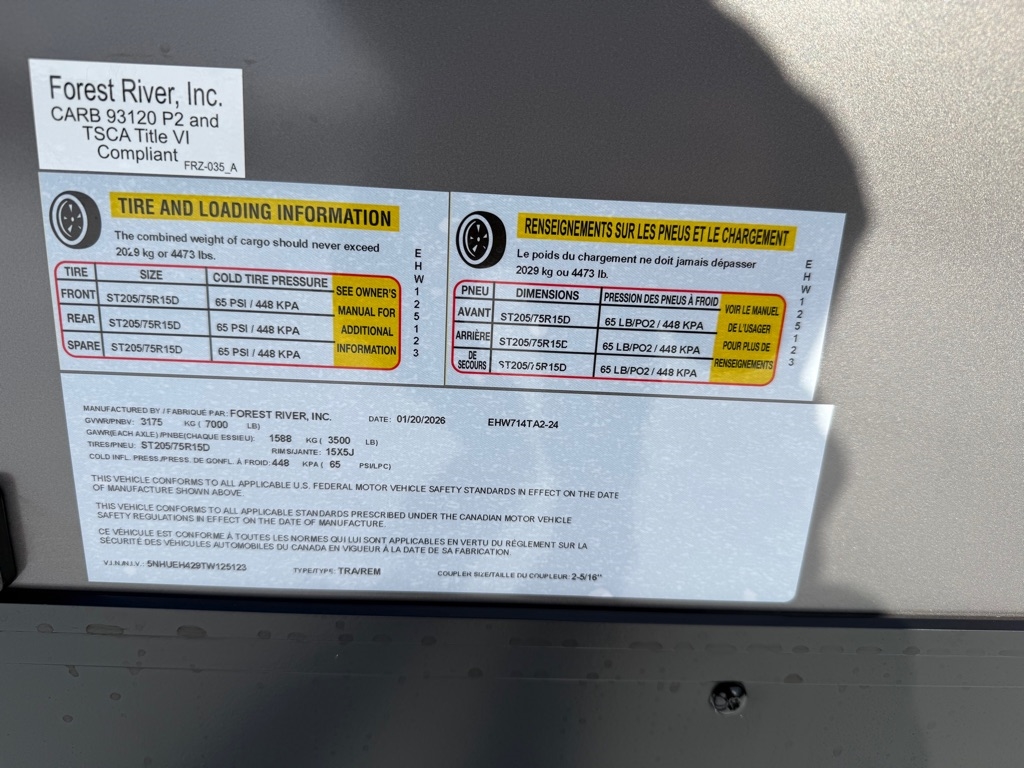 Forest River, Inc.
CARB 93120 P2 and
TSCA Title VI
Compliant
FRZ-035_A
TIRE AND LOADING INFORMATION
The combined weight of cargo should never exceed
2029 kg or 4473 lbs.
TIRE SIZE COLD TIRE PRESSURE
FRONT ST205/75R15D 65 PSI / 448 KPA
REAR ST205/75R15D 65 PSI / 448 KPA
SPARE ST205/75R15D 65 PSI / 448 KPA
SEE OWNER'S
MANUAL FOR
ADDITIONAL
INFORMATION
EHW125123
RENSEIGNEMENTS SUR LES PNEUS ET LE CHARGEMENT
Le poids du chargement ne doit jamais dépasser
2029 kg ou 4473 lb.
PNEU DIMENSIONS PRESSION DES PNEUS À FROID
AVANT ST205/75R15D 65 LB/PO2 / 448 KPA
ARRIÈRE ST205/75R15D 65 LB/PO2 / 448 KPA
DE SECOURS ST205/75R15D 65 LB/PO2 / 448 KPA
VOIR LE MANUEL
DE L'USAGER
POUR PLUS DE
RENSEIGNEMENTS
EHW125123
MANUFACTURED BY / FABRIQUÉ PAR: FOREST RIVER, INC. DATE: 01/20/2026 EHW714TA2-24
GVWR/PNBV: 3175 KG ( 7000 LB)
GAWR(EACH AXLE) /PNBE(CHAQUE ESSIEU): 1588 KG ( 3500 LB)
TIRES/PNEU: ST205/75R15D RIMS/JANTE: 15X5J
COLD INFL. PRESS./PRESS. DE GONFL. À FROID: 448 KPA ( 65 PSI/LPC)
THIS VEHICLE CONFORMS TO ALL APPLICABLE U.S. FEDERAL MOTOR VEHICLE SAFETY STANDARDS IN EFFECT ON THE DATE
OF MANUFACTURE SHOWN ABOVE.
THIS VEHICLE CONFORMS TO ALL APPLICABLE STANDARDS PRESCRIBED UNDER THE CANADIAN MOTOR VEHICLE
SAFETY REGULATIONS IN EFFECT ON THE DATE OF MANUFACTURE.
CE VÉHICULE EST CONFORME À TOUTES LES NORMES QUI LUI SONT APPLICABLES EN VERTU DU RÈGLEMENT SUR LA
SÉCURITÉ DES VÉHICULES AUTOMOBILES DU CANADA EN VIGUEUR À LA DATE DE SA FABRICATION.
V.I.N./N.I.V.: 5NHUEH429TW125123 TYPE/TYPE: TRA/REM COUPLER SIZE/TAILLE DU COUPLEUR: 2-5/16"